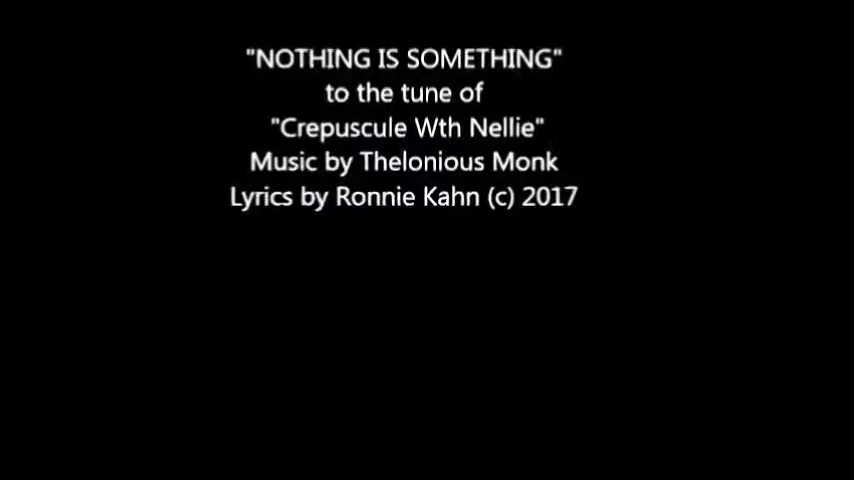 "NOTHING IS SOMETHING"
to the tune of
"Crepuscule Wth Nellie"
Music by Thelonious Monk
Lyrics by Ronnie Kahn (c) 2017